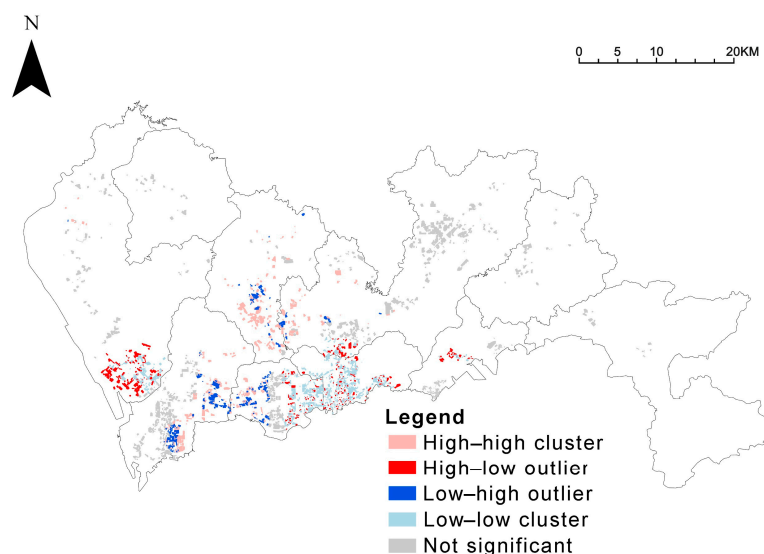 N
0 5 10 20KM
Legend
High–high cluster
High–low outlier
Low–high outlier
Low–low cluster
Not significant